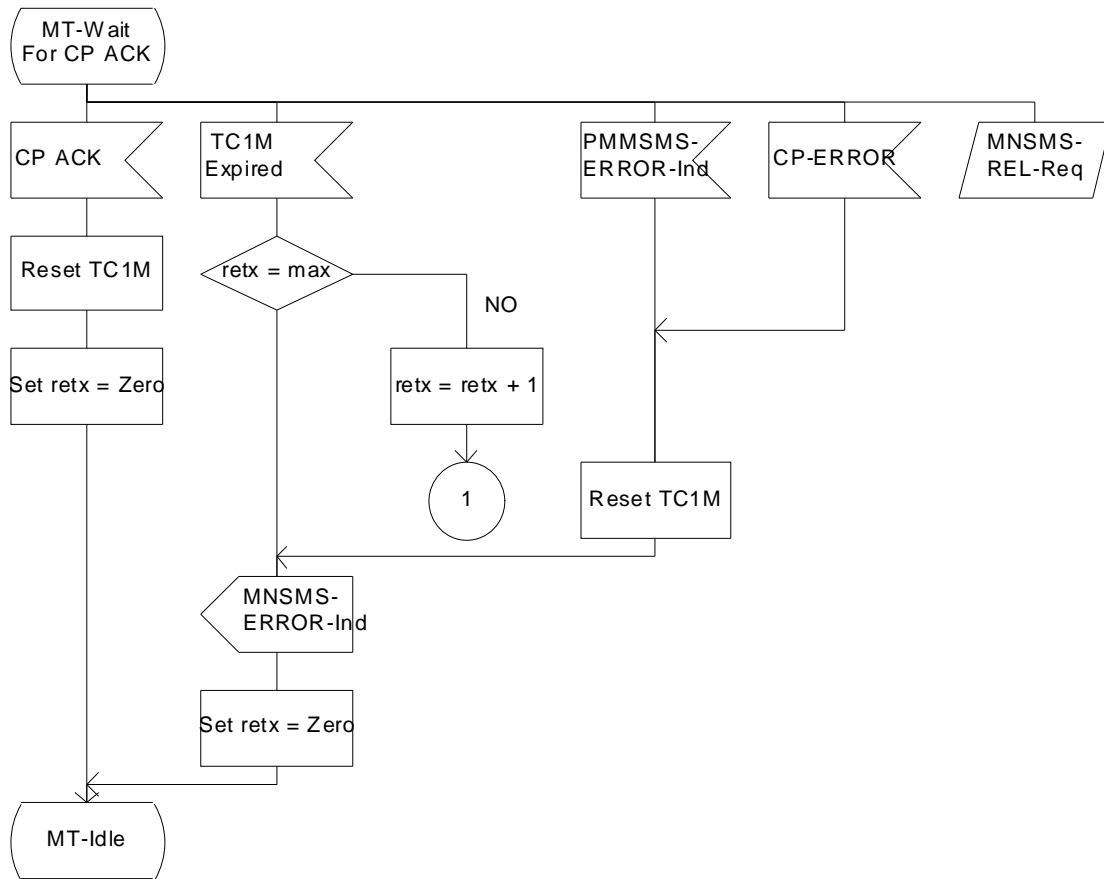 MT-Wait
For CP ACK
CP ACK
TC1M
Expired
PMMSMS-
ERROR-Ind
CP-ERROR
MNSMS-
REL-Req
Reset TC1M
retx = max
NO
Set retx = Zero
retx = retx + 1
1
Reset TC1M
MNSMS-
ERROR-Ind
Set retx = Zero
MT-Idle